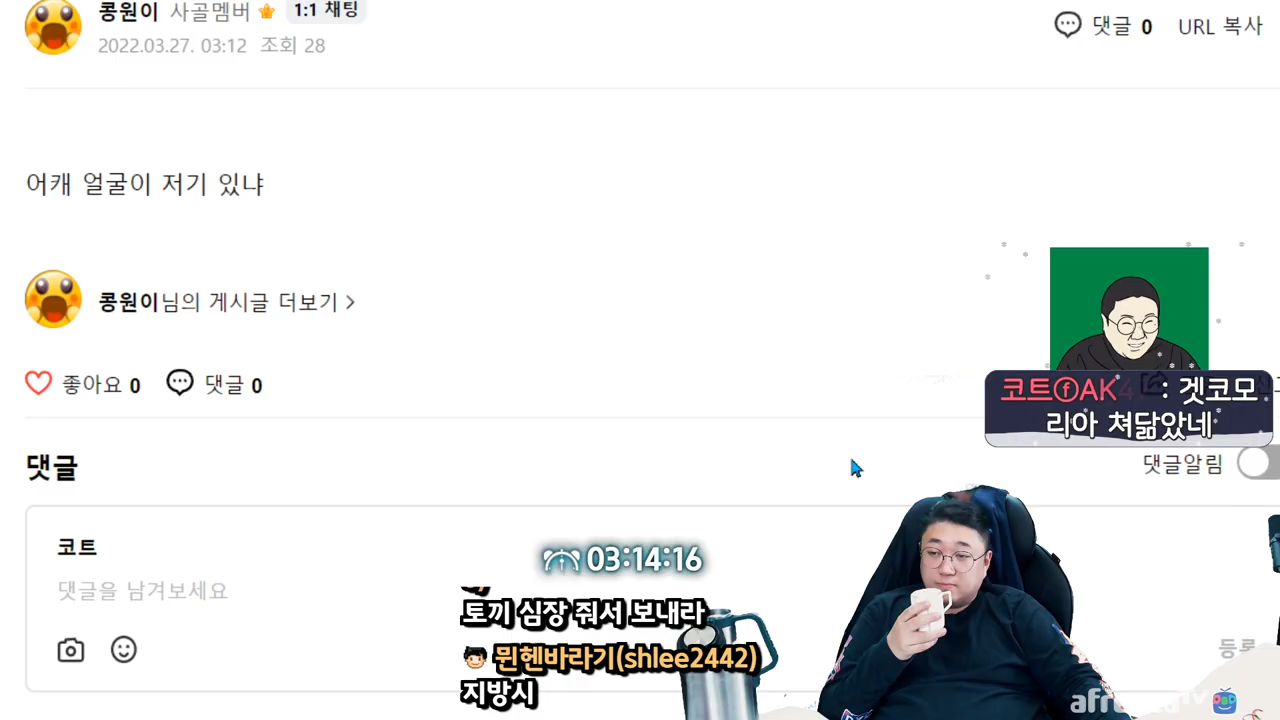 콩원이 사골멤버 1:1 채팅
2022.03.27. 03:12 조회 28
댓글 0 URL 복사
어캐 얼굴이 저기 있냐
콩원이님의 게시글 더보기 >
좋아요 0 댓글 0
코트ⓕAK : 겟코모
리아 쳐닮았네
댓글
댓글알림
코트
댓글을 남겨보세요
등록
03:14:16
토끼 심장 줘서 보내라
뮌헨바라기(shlee2442)
지방시